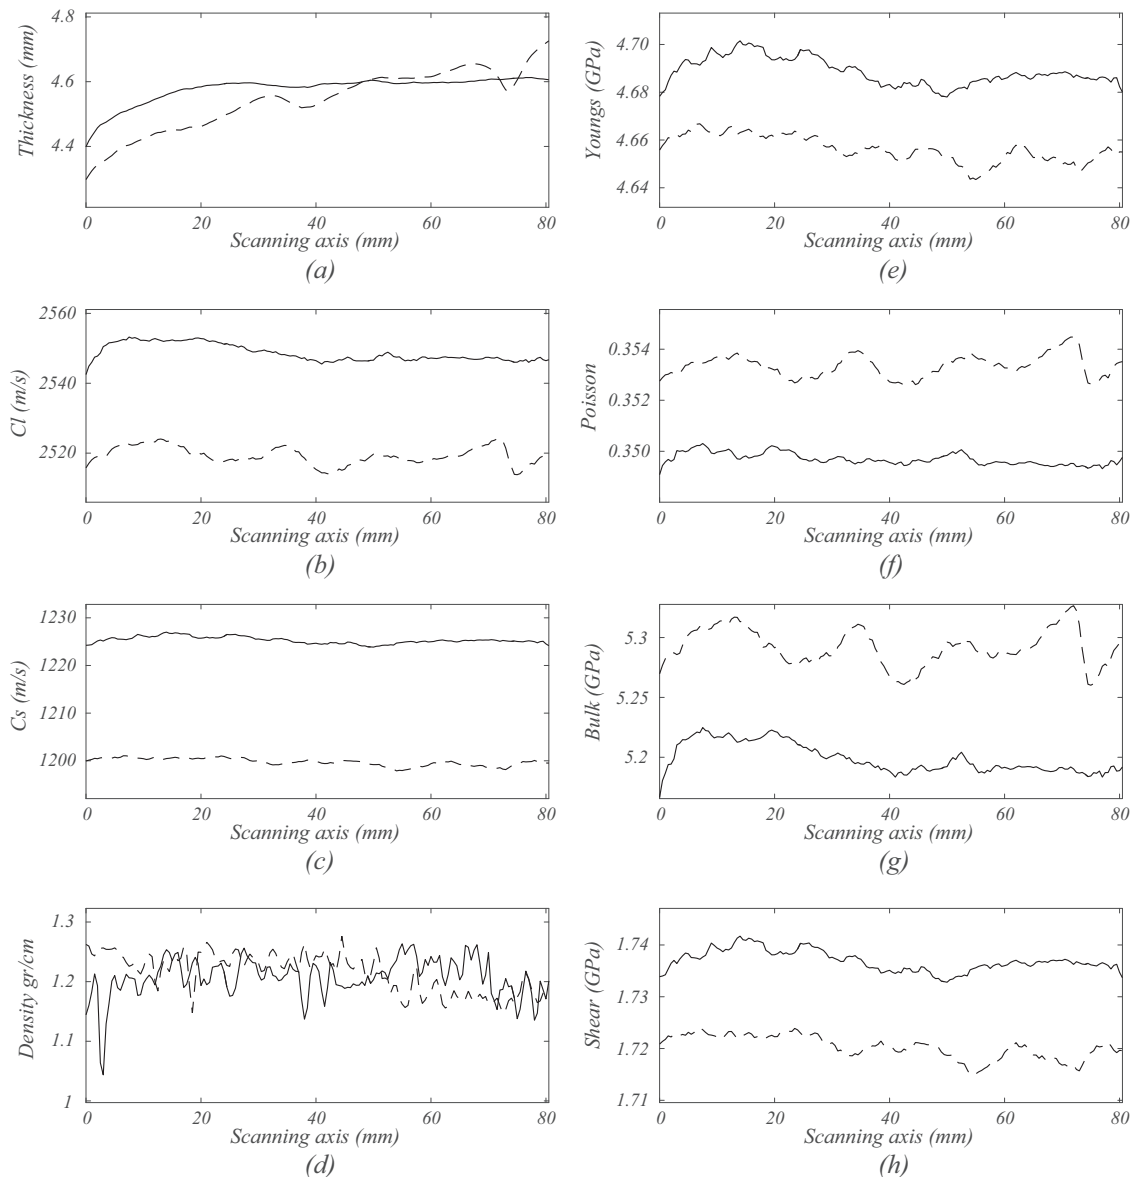 4.8
4.6
4.4
Thickness (mm)
0 20 40 60 80
Scanning axis (mm)
(a)
4.70
4.68
4.66
4.64
Youngs (GPa)
0 20 40 60 80
Scanning axis (mm)
(e)
2560
2540
2520
Cl (m/s)
0 20 40 60 80
Scanning axis (mm)
(b)
0.354
0.352
0.350
Poisson
0 20 40 60 80
Scanning axis (mm)
(f)
1230
1220
1210
1200
Cs (m/s)
0 20 40 60 80
Scanning axis (mm)
(c)
5.3
5.25
5.2
Bulk (GPa)
0 20 40 60 80
Scanning axis (mm)
(g)
1.3
1.2
1.1
1
Density gr/cm
0 20 40 60 80
Scanning axis (mm)
(d)
1.74
1.73
1.72
1.71
Shear (GPa)
0 20 40 60 80
Scanning axis (mm)
(h)